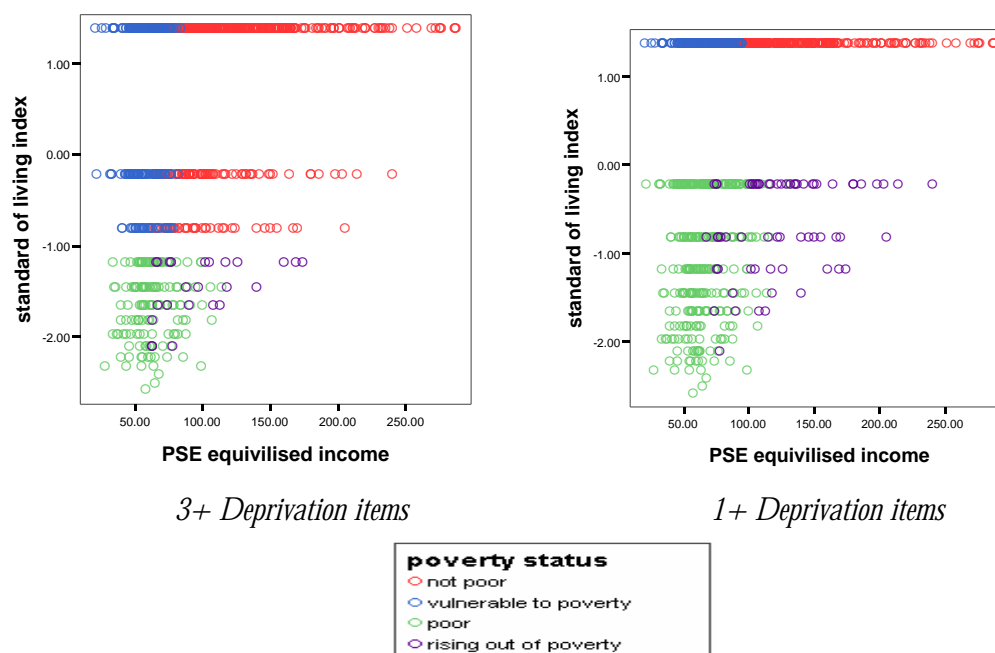 standard of living index
1.00
0.00
-1.00
-2.00
50.00 100.00 150.00 200.00 250.00
PSE equivilised income
3+ Deprivation items
standard of living index
1.00
0.00
-1.00
-2.00
50.00 100.00 150.00 200.00 250.00
PSE equivilised income
1+ Deprivation items
poverty status
not poor
vulnerable to poverty
poor
rising out of poverty